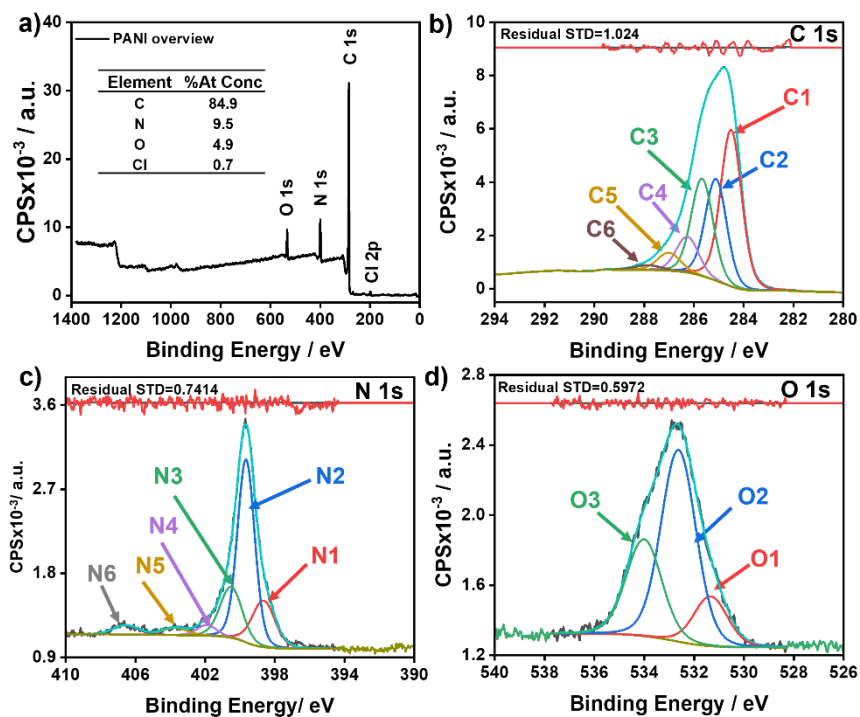 a)
PANI overview
Element %At Conc
C 84.9
N 9.5
O 4.9
Cl 0.7
C 1s
O 1s
N 1s
Cl 2p
40
30
20
10
0
CPSx10⁻³ / a.u.
1400 1200 1000 800 600 400 200 0
Binding Energy / eV
b)
Residual STD=1.024
C 1s
C1
C2
C3
C4
C5
C6
10
8
6
4
2
0
CPSx10⁻³ / a.u.
294 292 290 288 286 284 282 280
Binding Energy / eV
c)
Residual STD=0.7414
N 1s
N1
N2
N3
N4
N5
N6
3.6
2.7
1.8
0.9
CPSx10⁻³/ a.u.
410 406 402 398 394 390
Binding Energy/ eV
d)
Residual STD=0.5972
O 1s
O1
O2
O3
2.8
2.4
2.0
1.6
1.2
CPSx10⁻³ / a.u.
540 538 536 534 532 530 528 526
Binding Energy/ eV